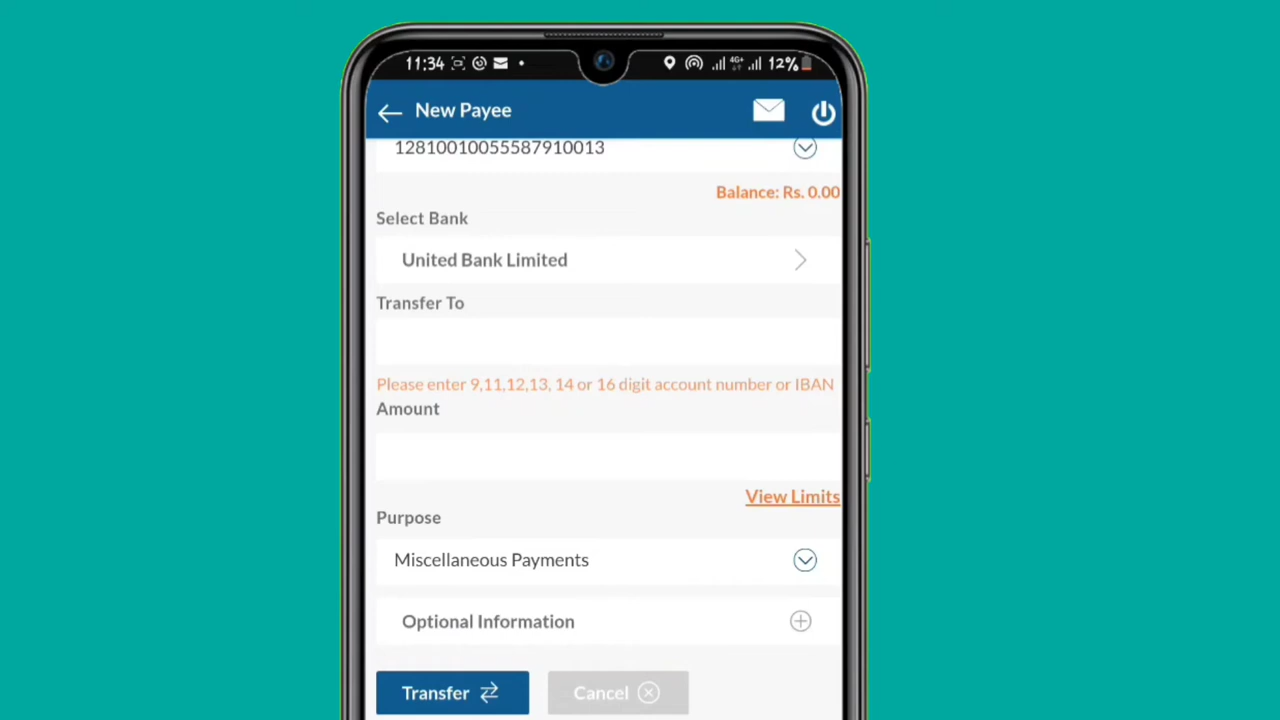 11:34 4G+ 12%
New Payee
12810010055587910013
Balance: Rs. 0.00
Select Bank
United Bank Limited
Transfer To
Please enter 9,11,12,13, 14 or 16 digit account number or IBAN
Amount
View Limits
Purpose
Miscellaneous Payments
Optional Information
Transfer Cancel